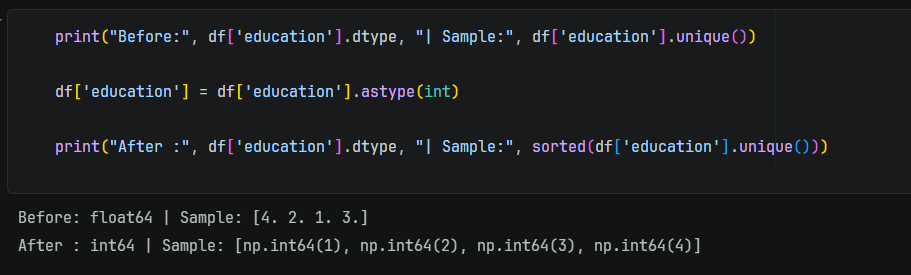 print("Before:", df['education'].dtype, "| Sample:", df['education'].unique())
df['education'] = df['education'].astype(int)
print("After :", df['education'].dtype, "| Sample:", sorted(df['education'].unique()))
Before: float64 | Sample: [4. 2. 1. 3.]
After : int64 | Sample: [np.int64(1), np.int64(2), np.int64(3), np.int64(4)]